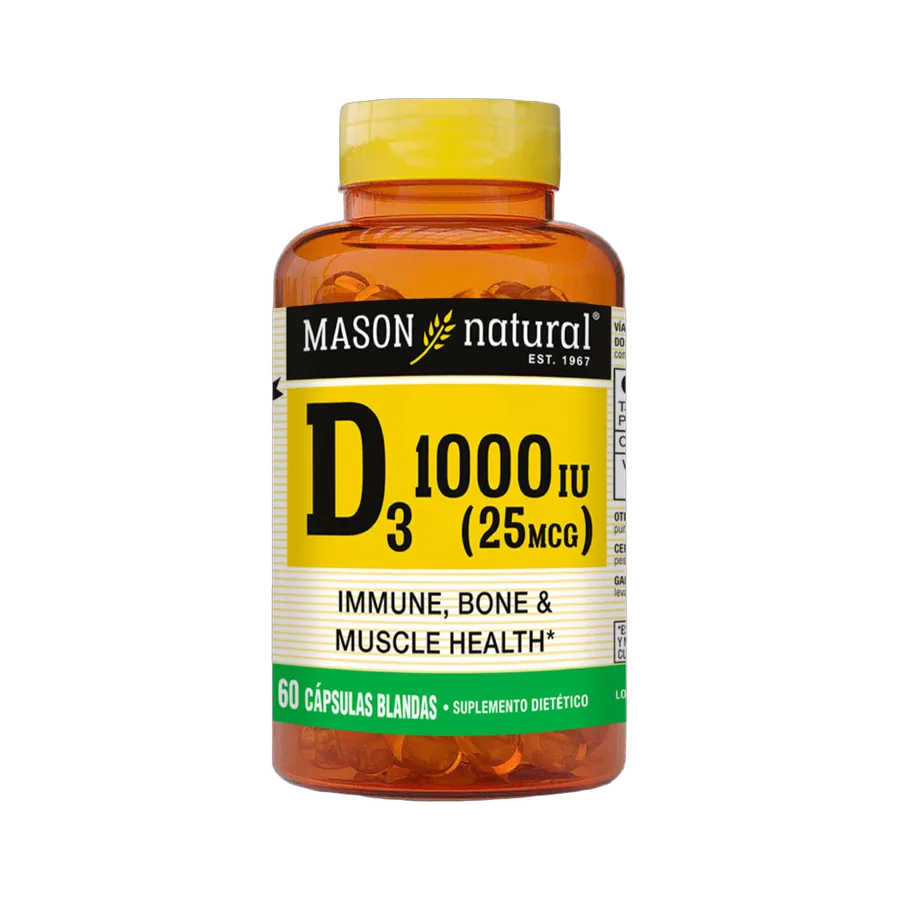 MASON natural®
EST. 1967
D3 1000 IU
(25MCG)
IMMUNE, BONE &
MUSCLE HEALTH*
60 CÁPSULAS BLANDAS • SUPLEMENTO DIETÉTICO